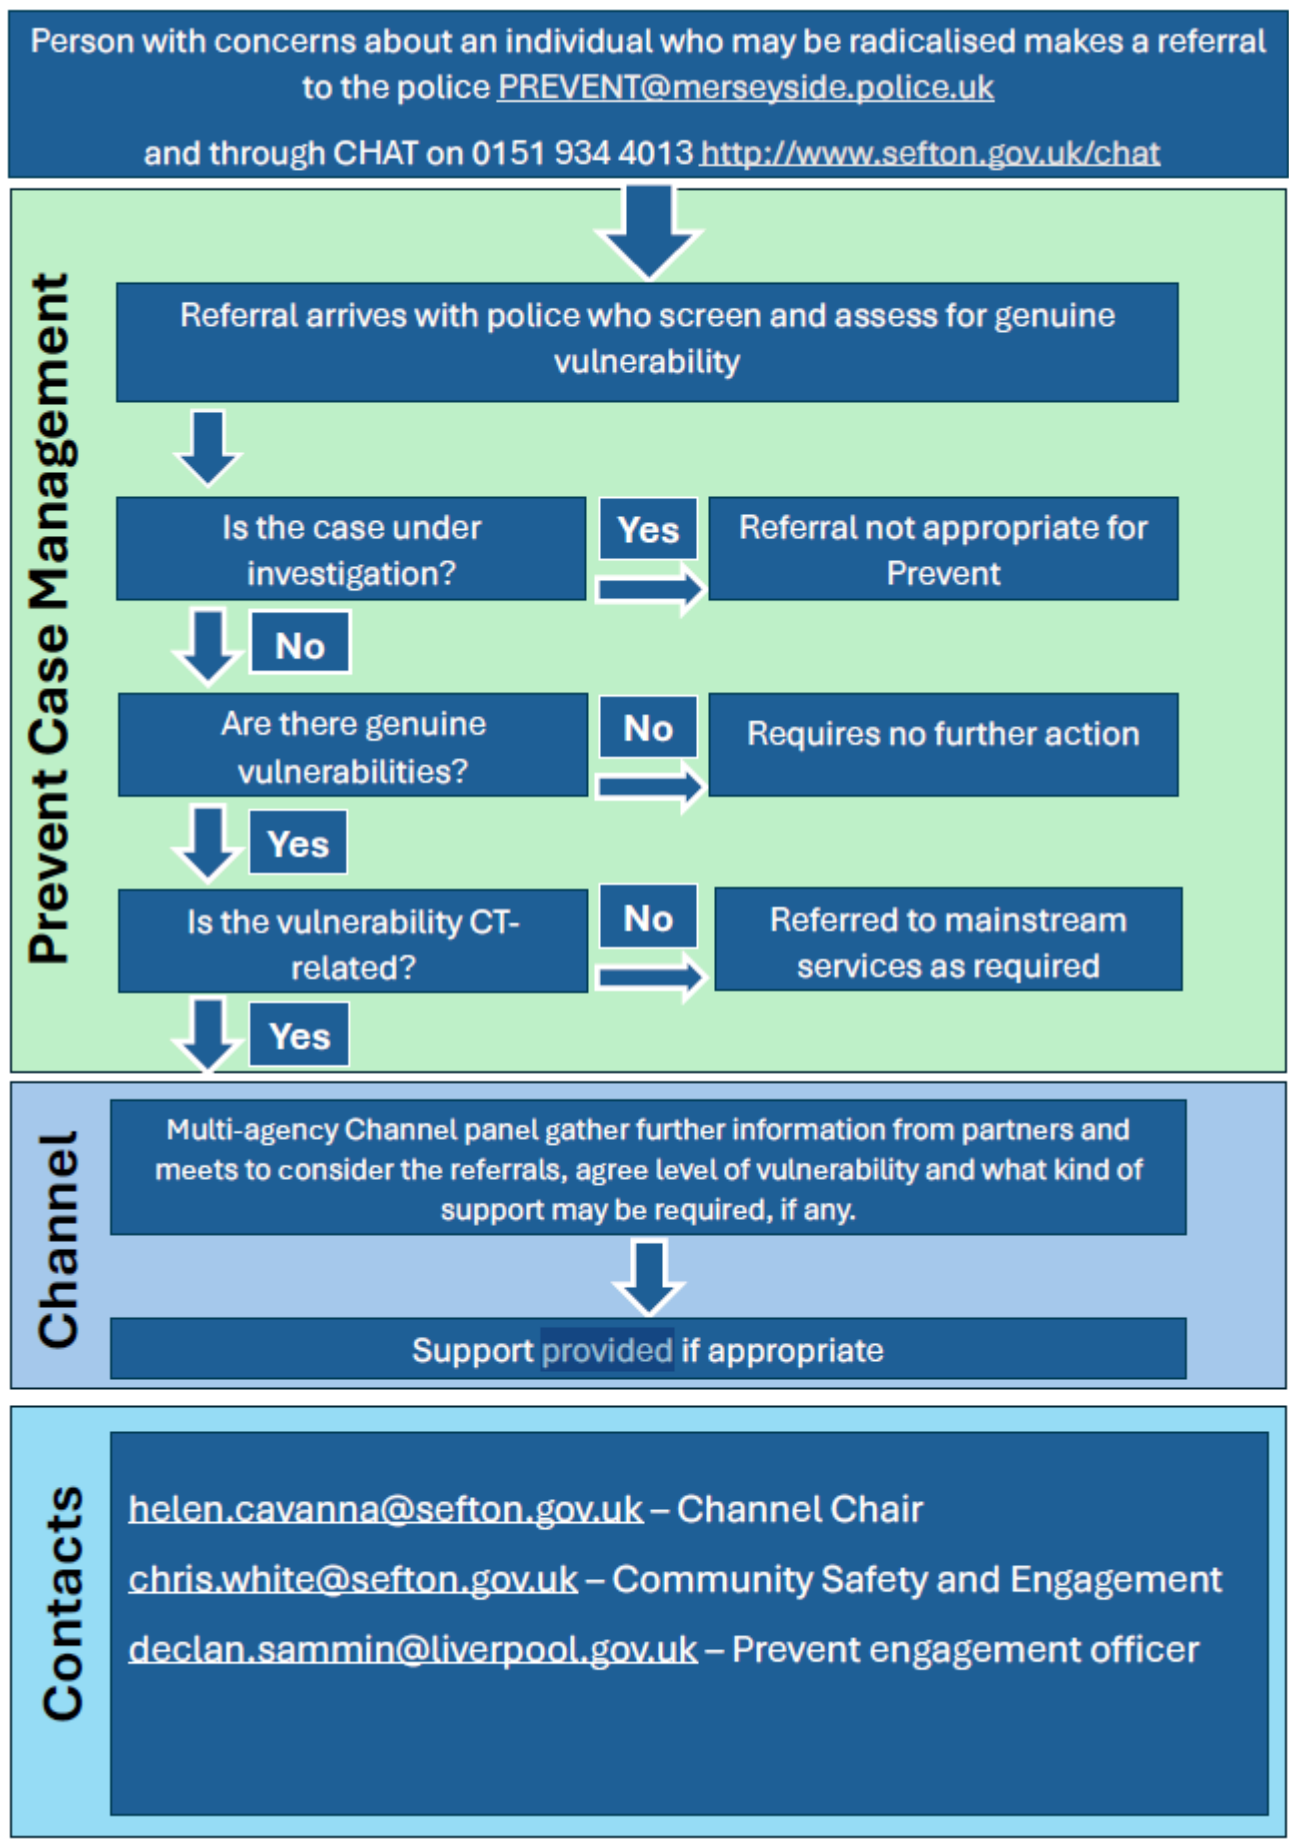 Person with concerns about an individual who may be radicalised makes a referral
to the police PREVENT@merseyside.police.uk
and through CHAT on 0151 934 4013 http://www.sefton.gov.uk/chat
Prevent Case Management
Referral arrives with police who screen and assess for genuine
vulnerability
Is the case under
investigation?
Yes
Referral not appropriate for
Prevent
No
Are there genuine
vulnerabilities?
No
Requires no further action
Yes
Is the vulnerability CT-
related?
No
Referred to mainstream
services as required
Yes
Channel
Multi-agency Channel panel gather further information from partners and
meets to consider the referrals, agree level of vulnerability and what kind of
support may be required, if any.
Support provided if appropriate
Contacts
helen.cavanna@sefton.gov.uk – Channel Chair
chris.white@sefton.gov.uk – Community Safety and Engagement
declan.sammin@liverpool.gov.uk – Prevent engagement officer